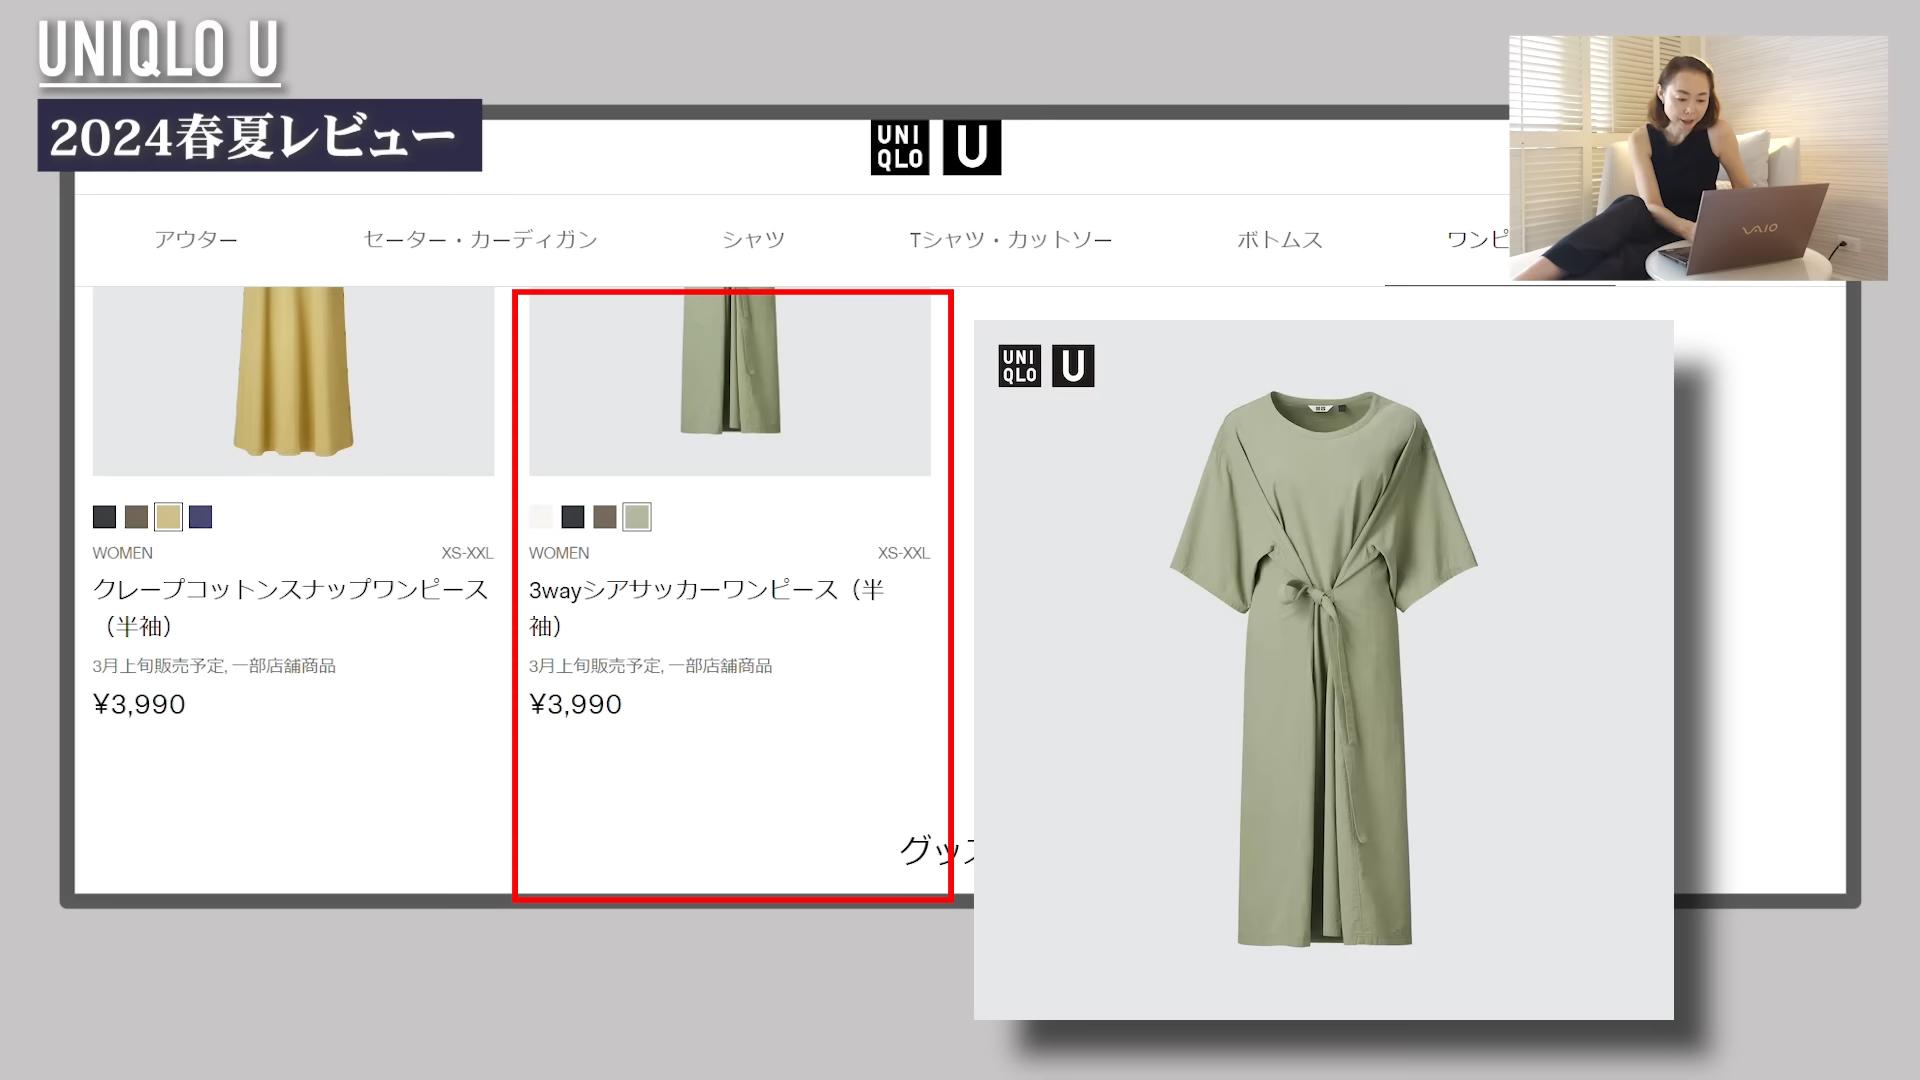 UNIQLO U
2024春夏レビュー
UNI
QLO
U
アウター
セーター・カーディガン
シャツ
Tシャツ・カットソー
ボトムス
ワンピ
VAIO
WOMEN
XS-XXL
クレープコットンスナップワンピース
（半袖）
3月上旬販売予定, 一部店舗商品
¥3,990
WOMEN
XS-XXL
3wayシアサッカーワンピース（半
袖）
3月上旬販売予定, 一部店舗商品
¥3,990
UNI
QLO
U
グッ